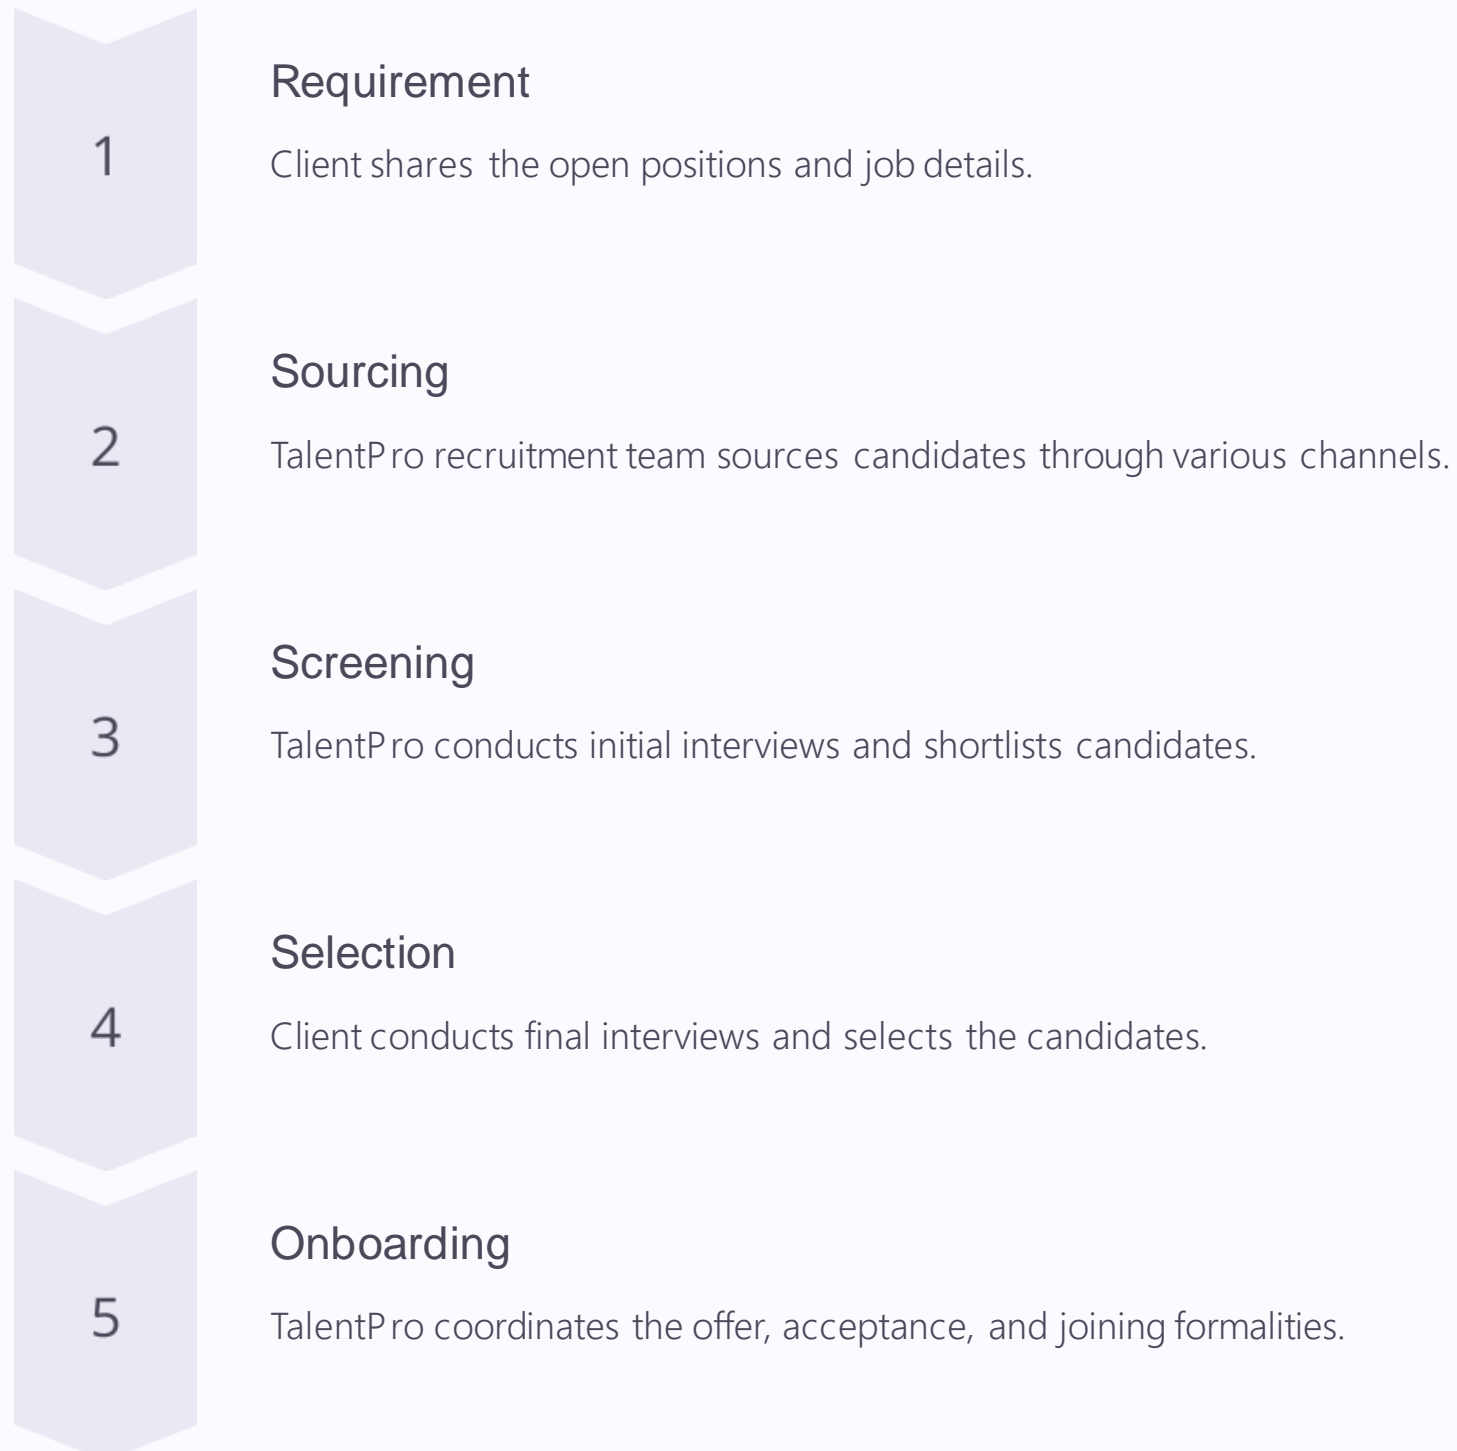 1
Requirement
Client shares the open positions and job details.
2
Sourcing
TalentPro recruitment team sources candidates through various channels.
3
Screening
TalentPro conducts initial interviews and shortlists candidates.
4
Selection
Client conducts final interviews and selects the candidates.
5
Onboarding
TalentPro coordinates the offer, acceptance, and joining formalities.